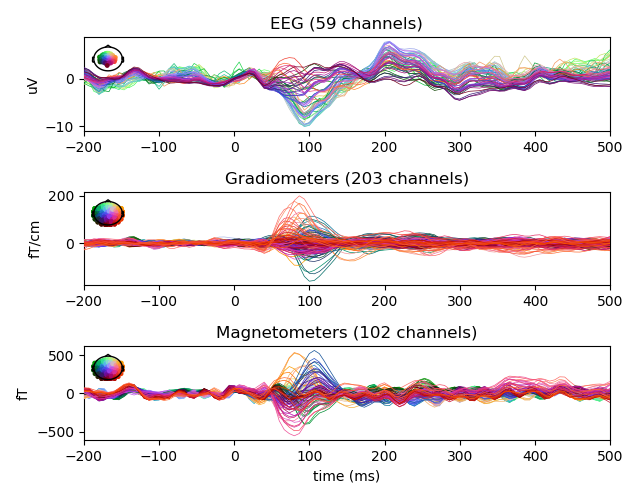 EEG (59 channels)
uV
0
−10
−200 −100 0 100 200 300 400 500
Gradiometers (203 channels)
fT/cm
200
0
−200 −100 0 100 200 300 400 500
Magnetometers (102 channels)
fT
500
0
−500
−200 −100 0 100 200 300 400 500
time (ms)